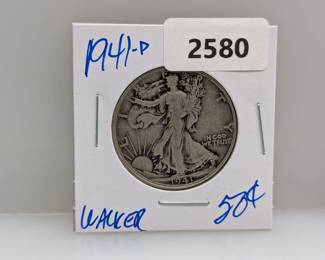 1941-D
2580
LIBERTY
IN GOD
WE TRUST
1941
WALKER
50¢